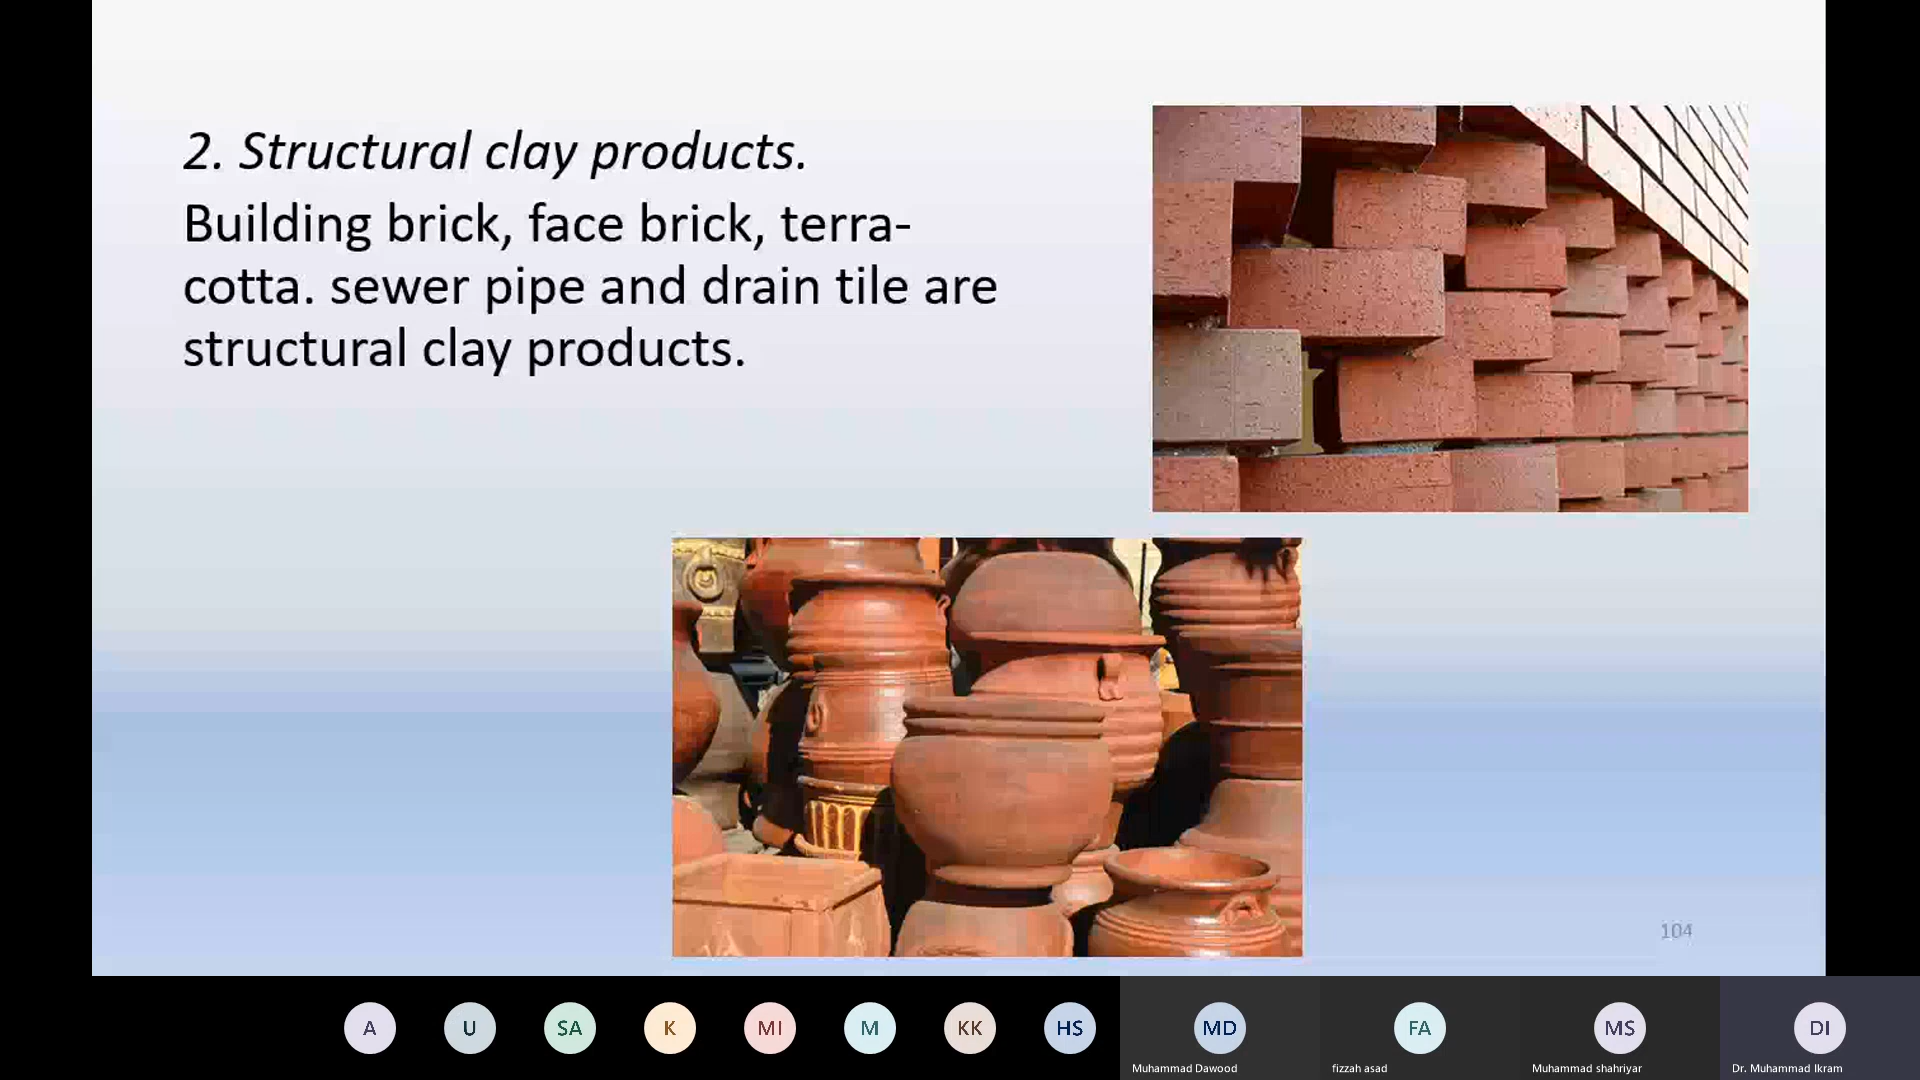 2. Structural clay products.
Building brick, face brick, terra-
cotta. sewer pipe and drain tile are
structural clay products.
104
A
U
SA
K
MI
M
KK
HS
MD
FA
MS
DI
Muhammad Dawood
fizzah asad
Muhammad shahriyar
Dr. Muhammad Ikram